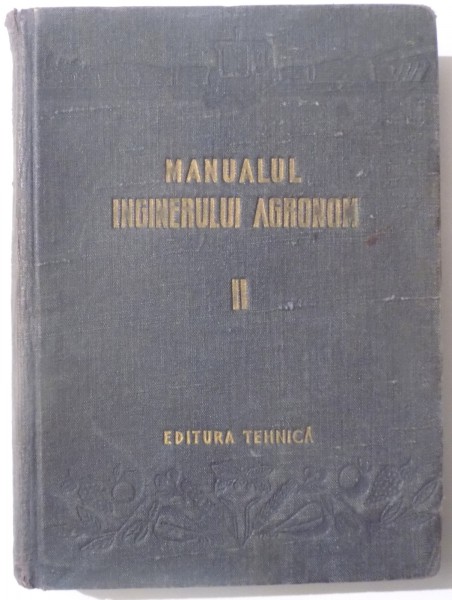 MANUALUL
INGINERULUI AGRONOM
II
EDITURA TEHNICĂ